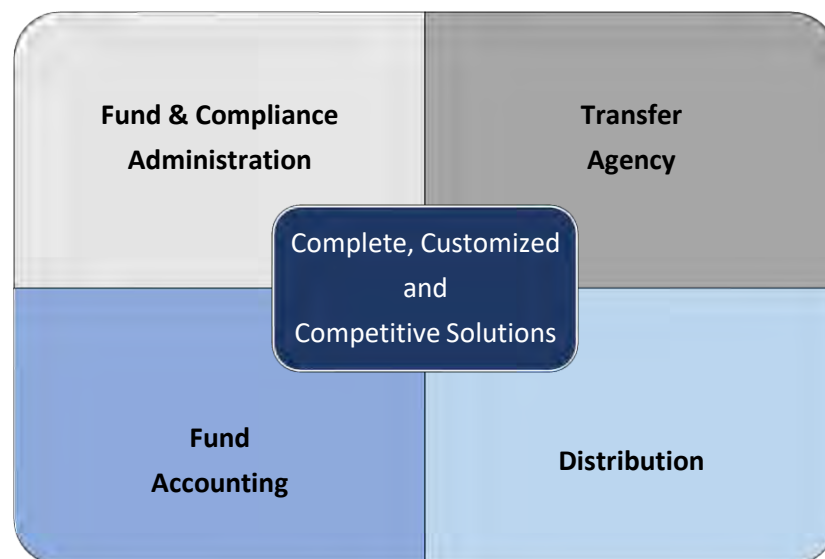 Fund & Compliance
Administration
Transfer
Agency
Complete, Customized
and
Competitive Solutions
Fund
Accounting
Distribution